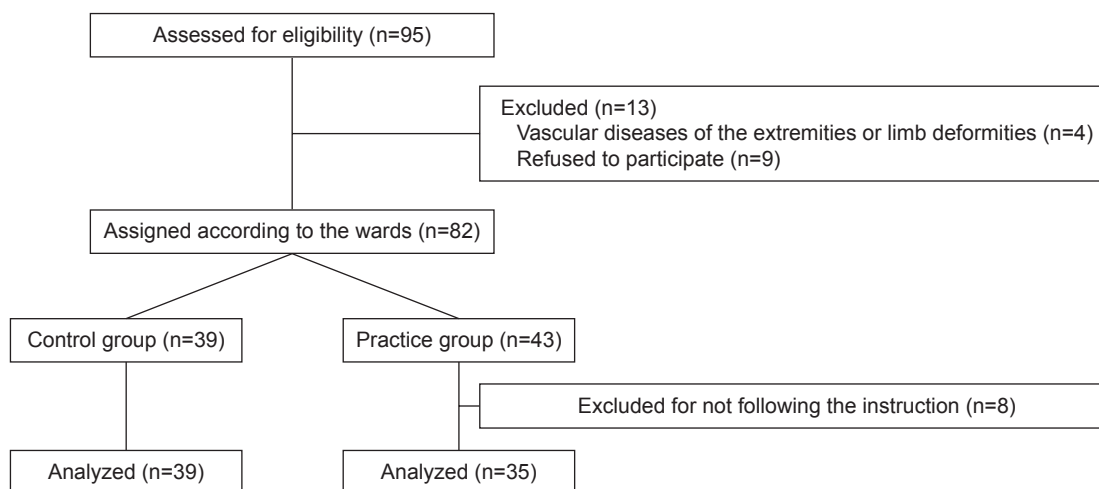 Assessed for eligibility (n=95)
Excluded (n=13)
Vascular diseases of the extremities or limb deformities (n=4)
Refused to participate (n=9)
Assigned according to the wards (n=82)
Control group (n=39)
Practice group (n=43)
Excluded for not following the instruction (n=8)
Analyzed (n=39)
Analyzed (n=35)